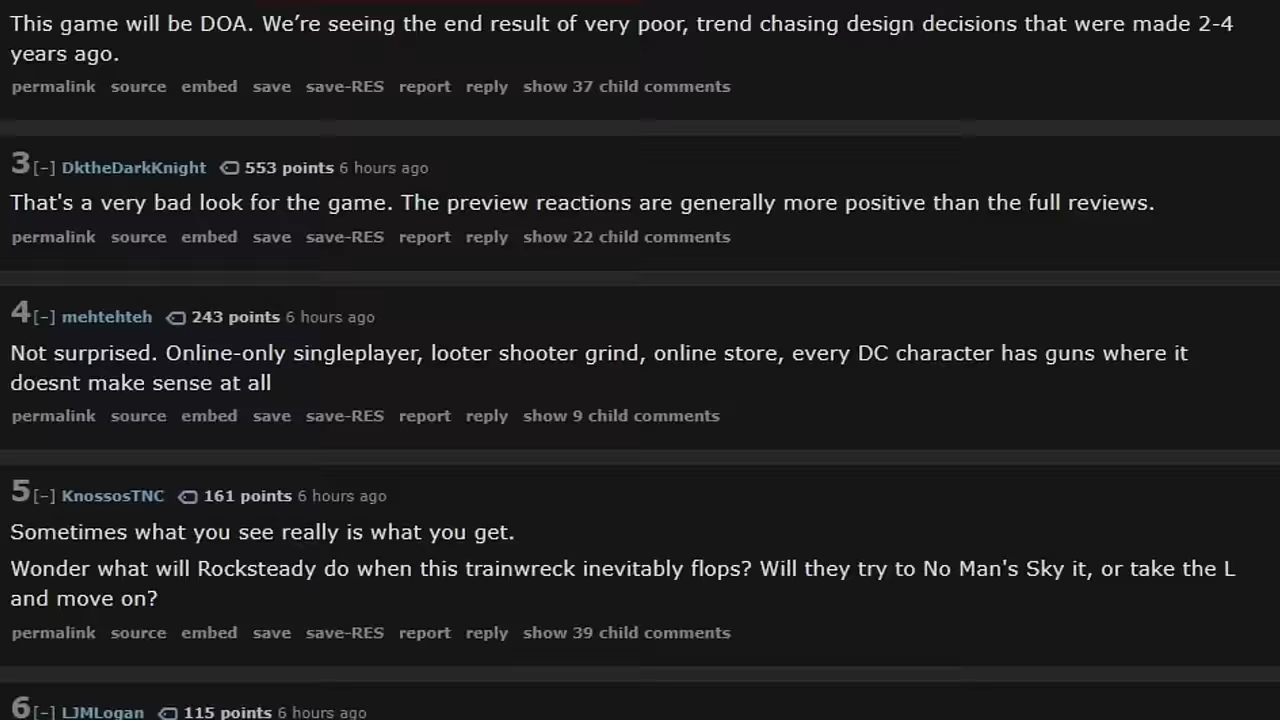 This game will be DOA. We’re seeing the end result of very poor, trend chasing design decisions that were made 2-4
years ago.
permalink source embed save save-RES report reply show 37 child comments
3 [-] DktheDarkKnight 553 points 6 hours ago
That's a very bad look for the game. The preview reactions are generally more positive than the full reviews.
permalink source embed save save-RES report reply show 22 child comments
4 [-] mehtehteh 243 points 6 hours ago
Not surprised. Online-only singleplayer, looter shooter grind, online store, every DC character has guns where it
doesnt make sense at all
permalink source embed save save-RES report reply show 9 child comments
5 [-] KnossosTNC 161 points 6 hours ago
Sometimes what you see really is what you get.
Wonder what will Rocksteady do when this trainwreck inevitably flops? Will they try to No Man's Sky it, or take the L
and move on?
permalink source embed save save-RES report reply show 39 child comments
6 [-] LJMLogan 115 points 6 hours ago